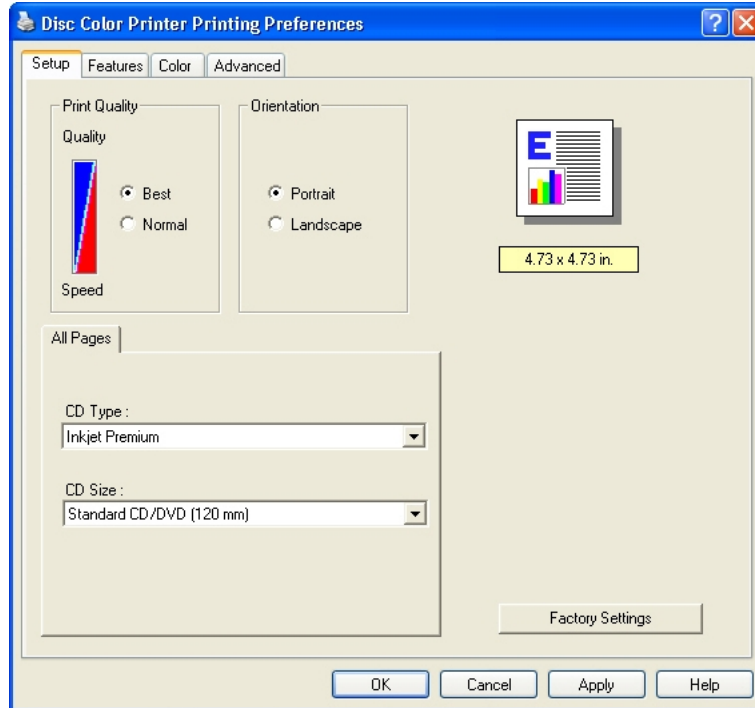 Disc Color Printer Printing Preferences
Setup Features Color Advanced
Print Quality
Quality
Best
Normal
Speed
Orientation
Portrait
Landscape
E
4.73 x 4.73 in.
All Pages
CD Type :
Inkjet Premium
CD Size :
Standard CD/DVD (120 mm)
Factory Settings
OK Cancel Apply Help